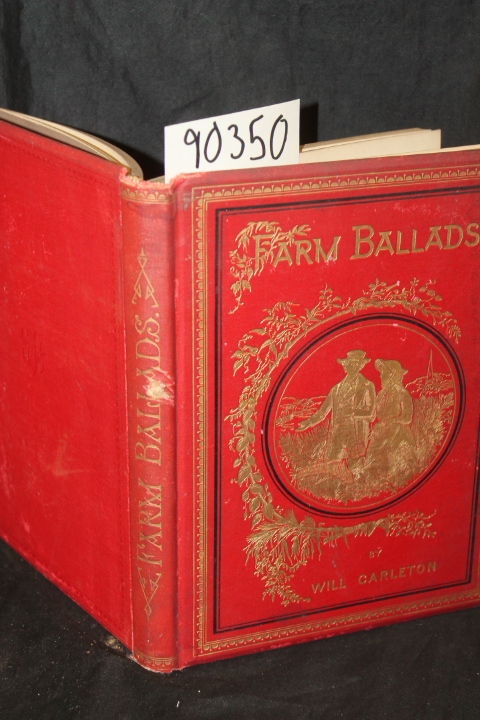 90350
FARM BALLADS.
FARM BALLADS
BY
WILL CARLETON